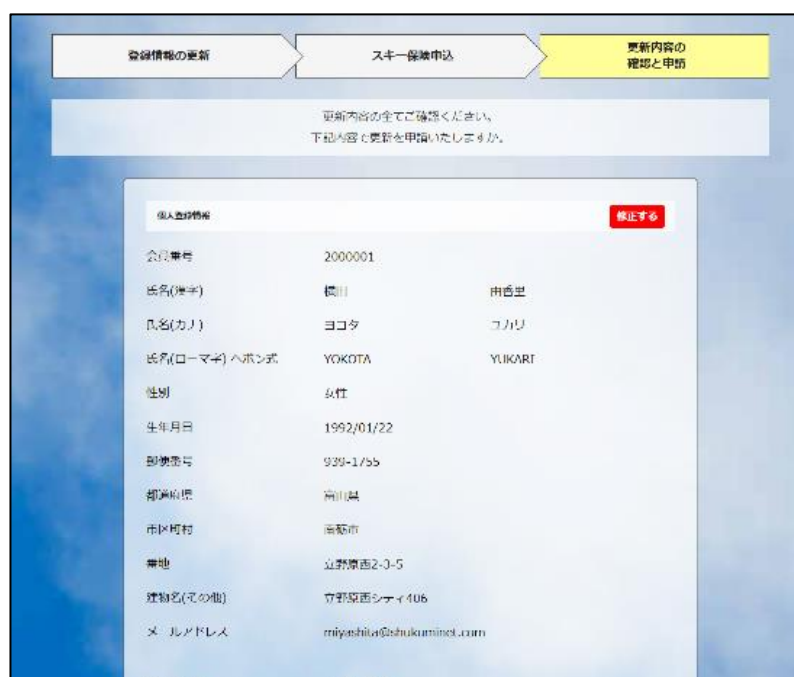 登録情報の更新
スキー保険申込
更新内容の
確認と申請
更新内容の全てご確認ください。
下記内容で更新を申請いたしますか。
個人登録情報
修正する
会員番号 2000001
氏名(漢字) 横田 由香里
氏名(カナ) ヨコタ ユカリ
氏名(ローマ字) ヘボン式 YOKOTA YUKARI
性別 女性
生年月日 1992/01/22
郵便番号 939-1755
都道府県 富山県
市区町村 南砺市
番地 立野原西2-3-5
建物名(その他) 立野原西シティ406
メールアドレス miyashita@shukuminet.com